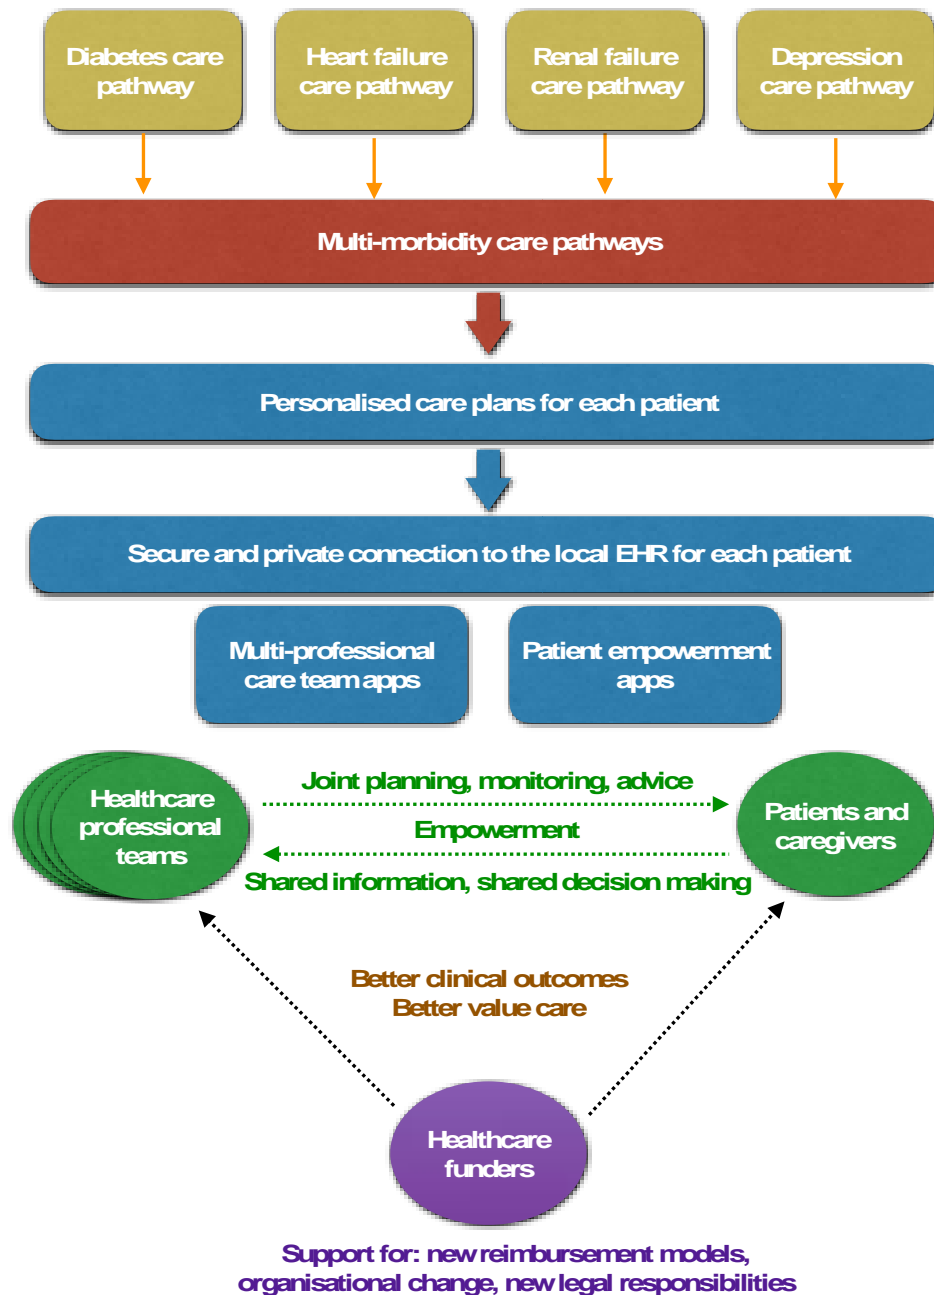 Diabetes care
pathway
Heart failure
care pathway
Renal failure
care pathway
Depression
care pathway
Multi-morbidity care pathways
Personalised care plans for each patient
Secure and private connection to the local EHR for each patient
Multi-professional
care team apps
Patient empowerment
apps
Healthcare
professional
teams
Joint planning, monitoring, advice
Empowerment
Shared information, shared decision making
Patients and
caregivers
Better clinical outcomes
Better value care
Healthcare
funders
Support for: new reimbursement models,
organisational change, new legal responsibilities